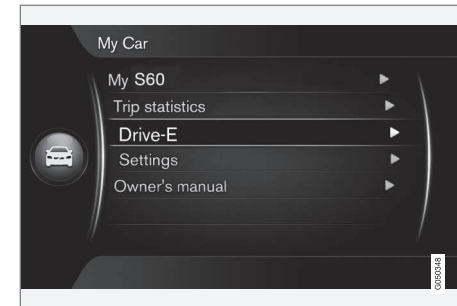 My Car
My S60
Trip statistics
Drive-E
Settings
Owner's manual
G050348